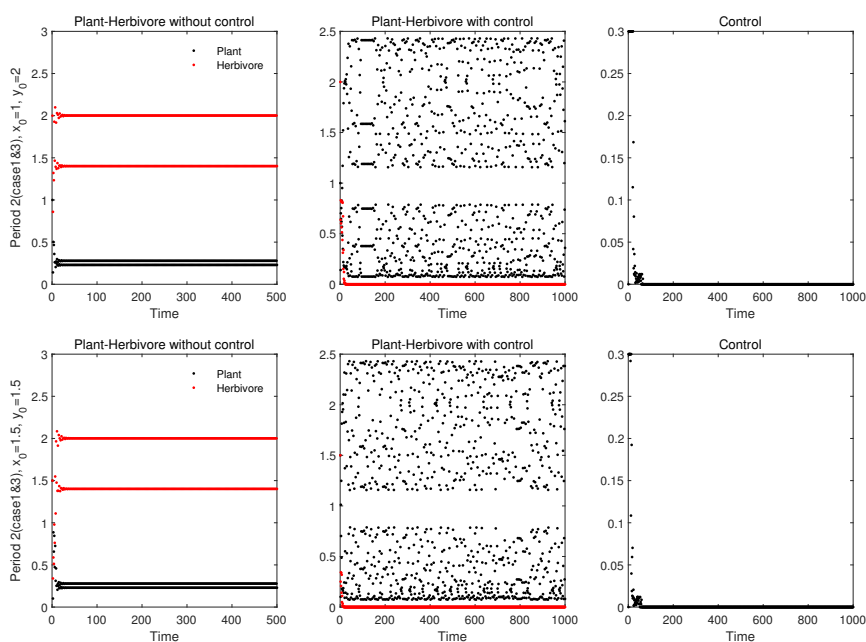 Plant-Herbivore without control
Plant-Herbivore with control
Control
Period 2(case1&3), x_0=1, y_0=2
3
2.5
2
1.5
1
0.5
0
Plant
Herbivore
0 100 200 300 400 500
Time
2.5
2
1.5
1
0.5
0
0 200 400 600 800 1000
Time
0.3
0.25
0.2
0.15
0.1
0.05
0
0 200 400 600 800 1000
Time
Plant-Herbivore without control
Plant-Herbivore with control
Control
Period 2(case1&3), x_0=1.5, y_0=1.5
3
2.5
2
1.5
1
0.5
0
Plant
Herbivore
0 100 200 300 400 500
Time
2.5
2
1.5
1
0.5
0
0 200 400 600 800 1000
Time
0.3
0.25
0.2
0.15
0.1
0.05
0
0 200 400 600 800 1000
Time